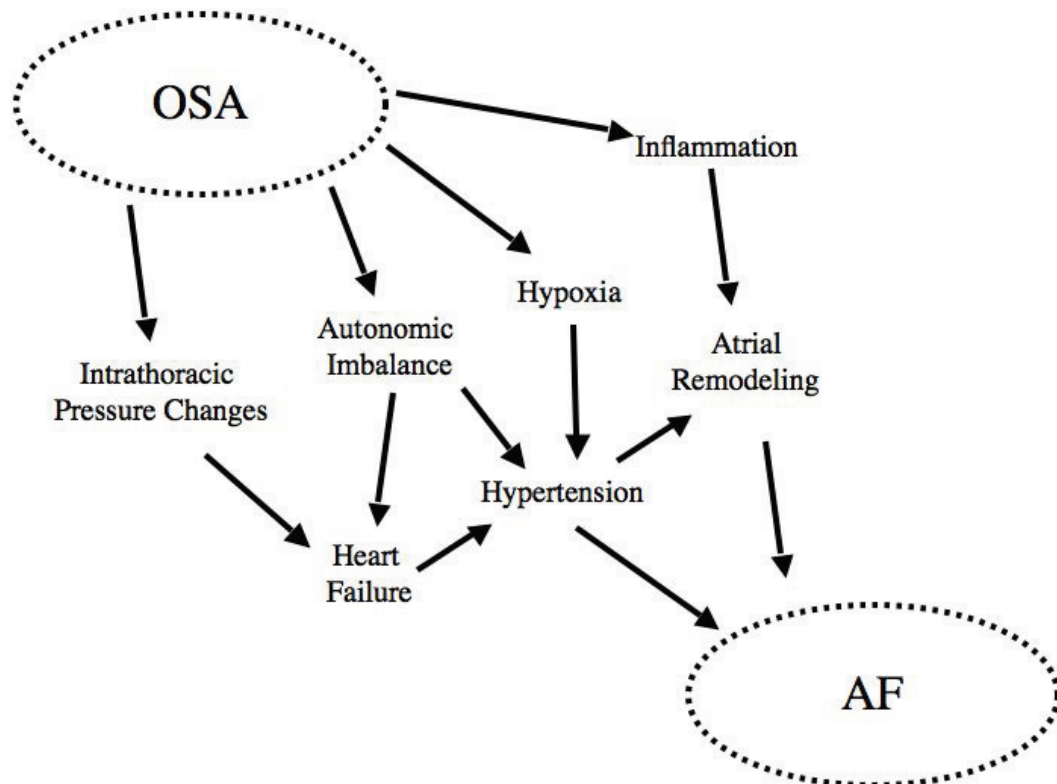 OSA
Inflammation
Hypoxia
Autonomic
Imbalance
Atrial
Remodeling
Intrathoracic
Pressure Changes
Hypertension
Heart
Failure
AF